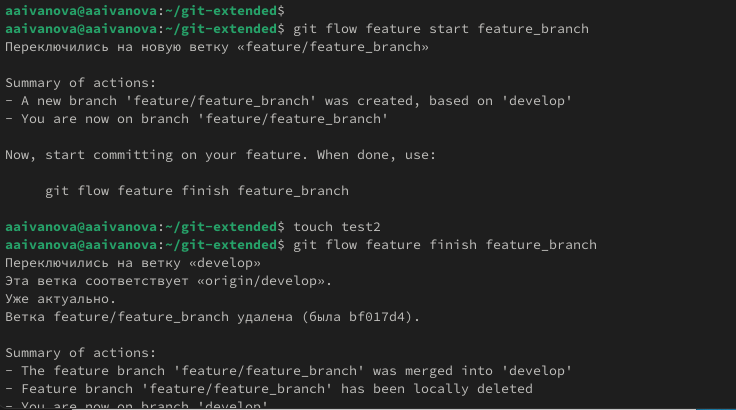 aaivanova@aaivanova:~/git-extended$
aaivanova@aaivanova:~/git-extended$ git flow feature start feature_branch
Переключились на новую ветку «feature/feature_branch»
Summary of actions:
- A new branch 'feature/feature_branch' was created, based on 'develop'
- You are now on branch 'feature/feature_branch'
Now, start committing on your feature. When done, use:
git flow feature finish feature_branch
aaivanova@aaivanova:~/git-extended$ touch test2
aaivanova@aaivanova:~/git-extended$ git flow feature finish feature_branch
Переключились на ветку «develop»
Эта ветка соответствует «origin/develop».
Уже актуально.
Ветка feature/feature_branch удалена (была bf017d4).
Summary of actions:
- The feature branch 'feature/feature_branch' was merged into 'develop'
- Feature branch 'feature/feature_branch' has been locally deleted
- You are now on branch 'develop'